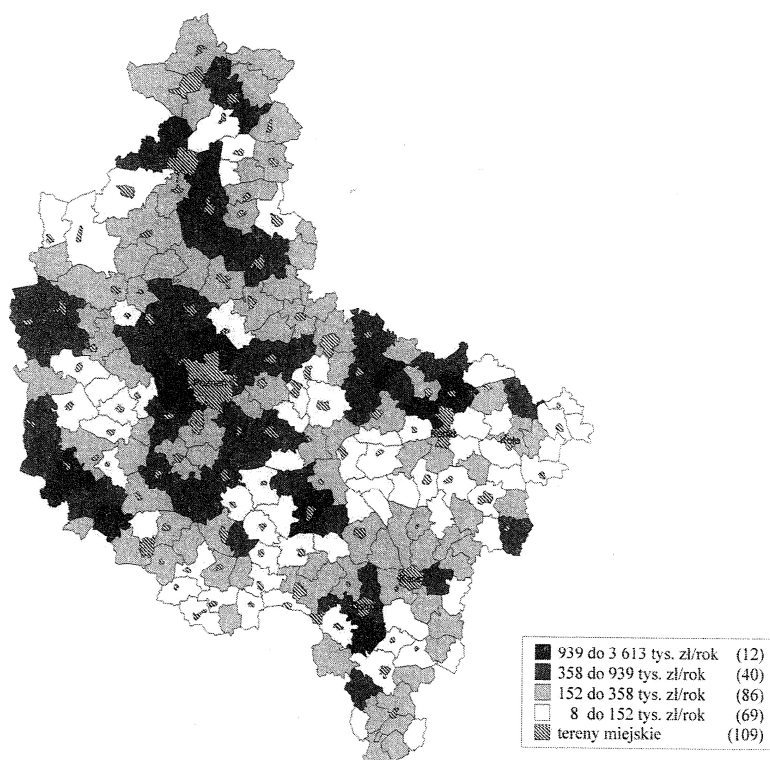 939 do 3 613 tys. zł/rok (12)
358 do 939 tys. zł/rok (40)
152 do 358 tys. zł/rok (86)
8 do 152 tys. zł/rok (69)
tereny miejskie (109)